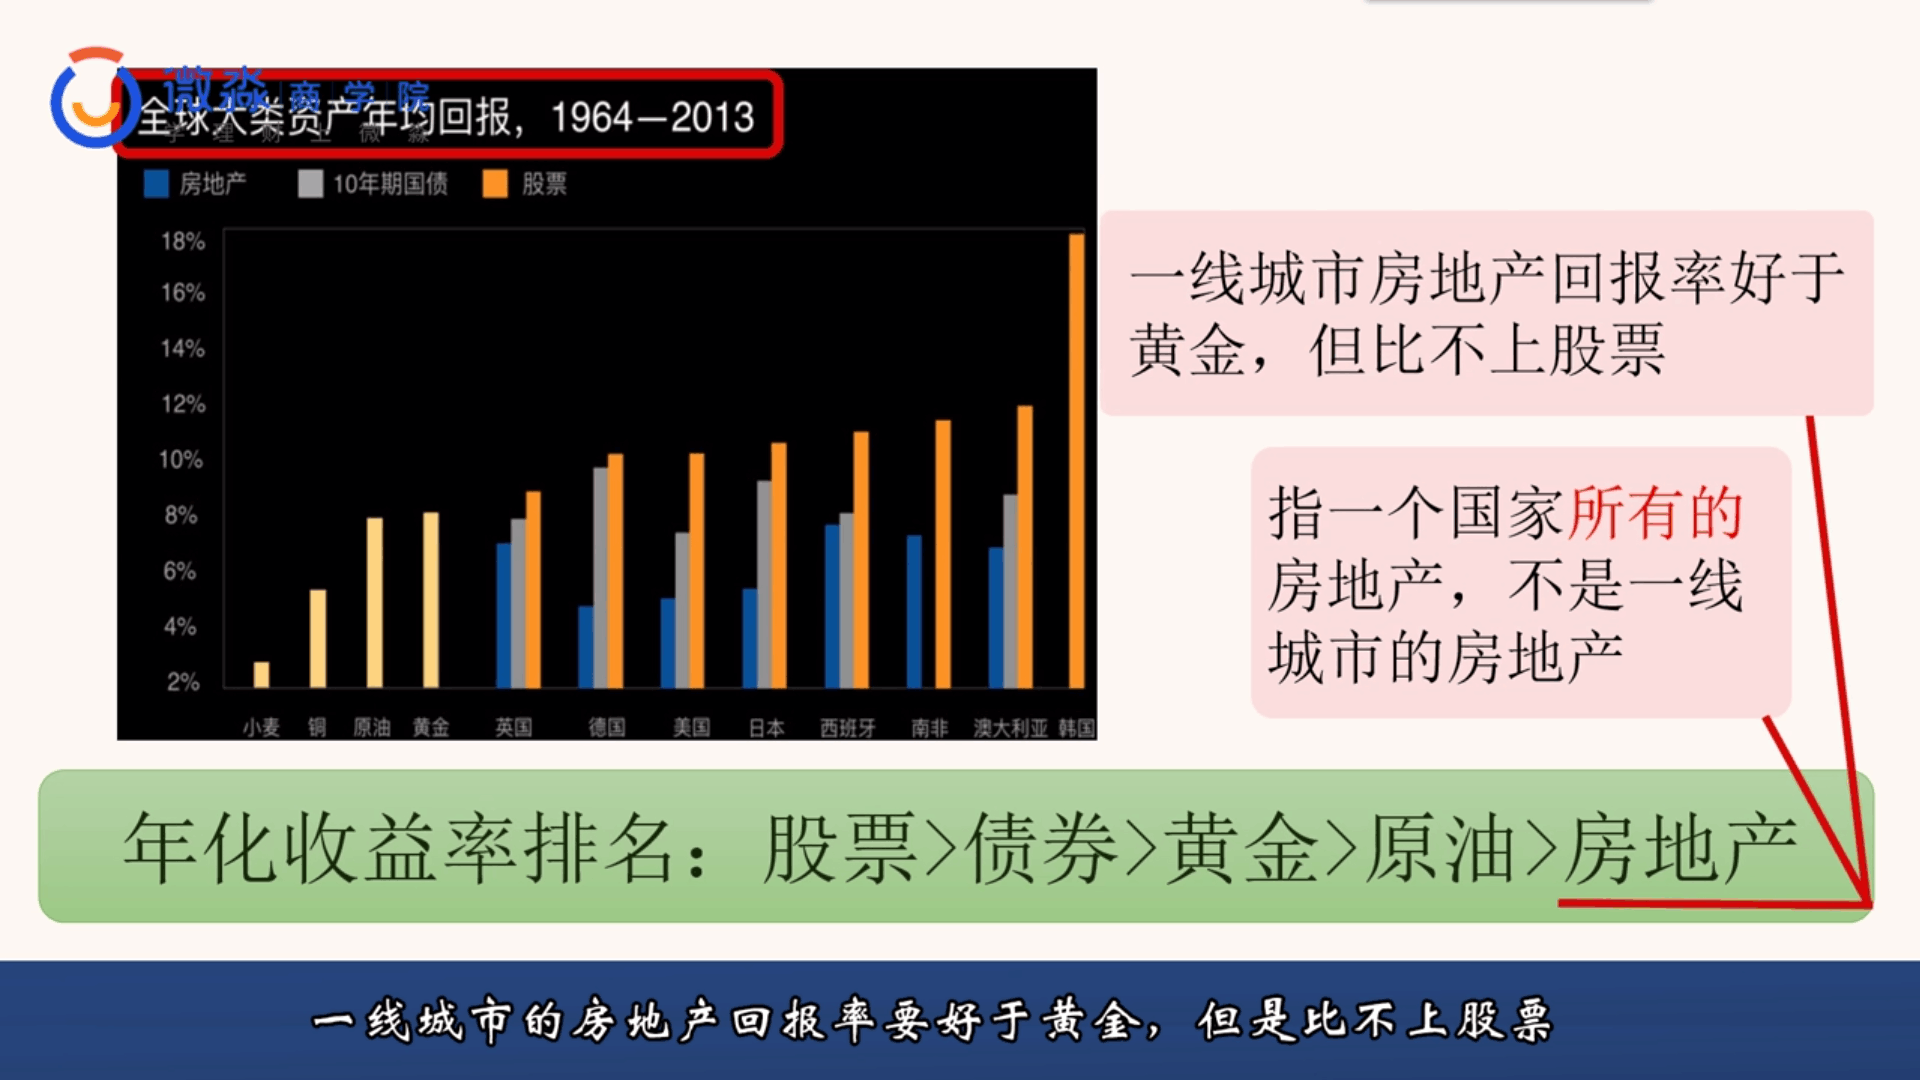 微淼 商学院
学理财上微淼
全球大类资产年均回报，1964—2013
房地产 10年期国债 股票
18%
16%
14%
12%
10%
8%
6%
4%
2%
小麦 铜 原油 黄金 英国 德国 美国 日本 西班牙 南非 澳大利亚 韩国
一线城市房地产回报率好于
黄金，但比不上股票
指一个国家所有的
房地产，不是一线
城市的房地产
年化收益率排名：股票>债券>黄金>原油>房地产
一线城市的房地产回报率要好于黄金，但是比不上股票